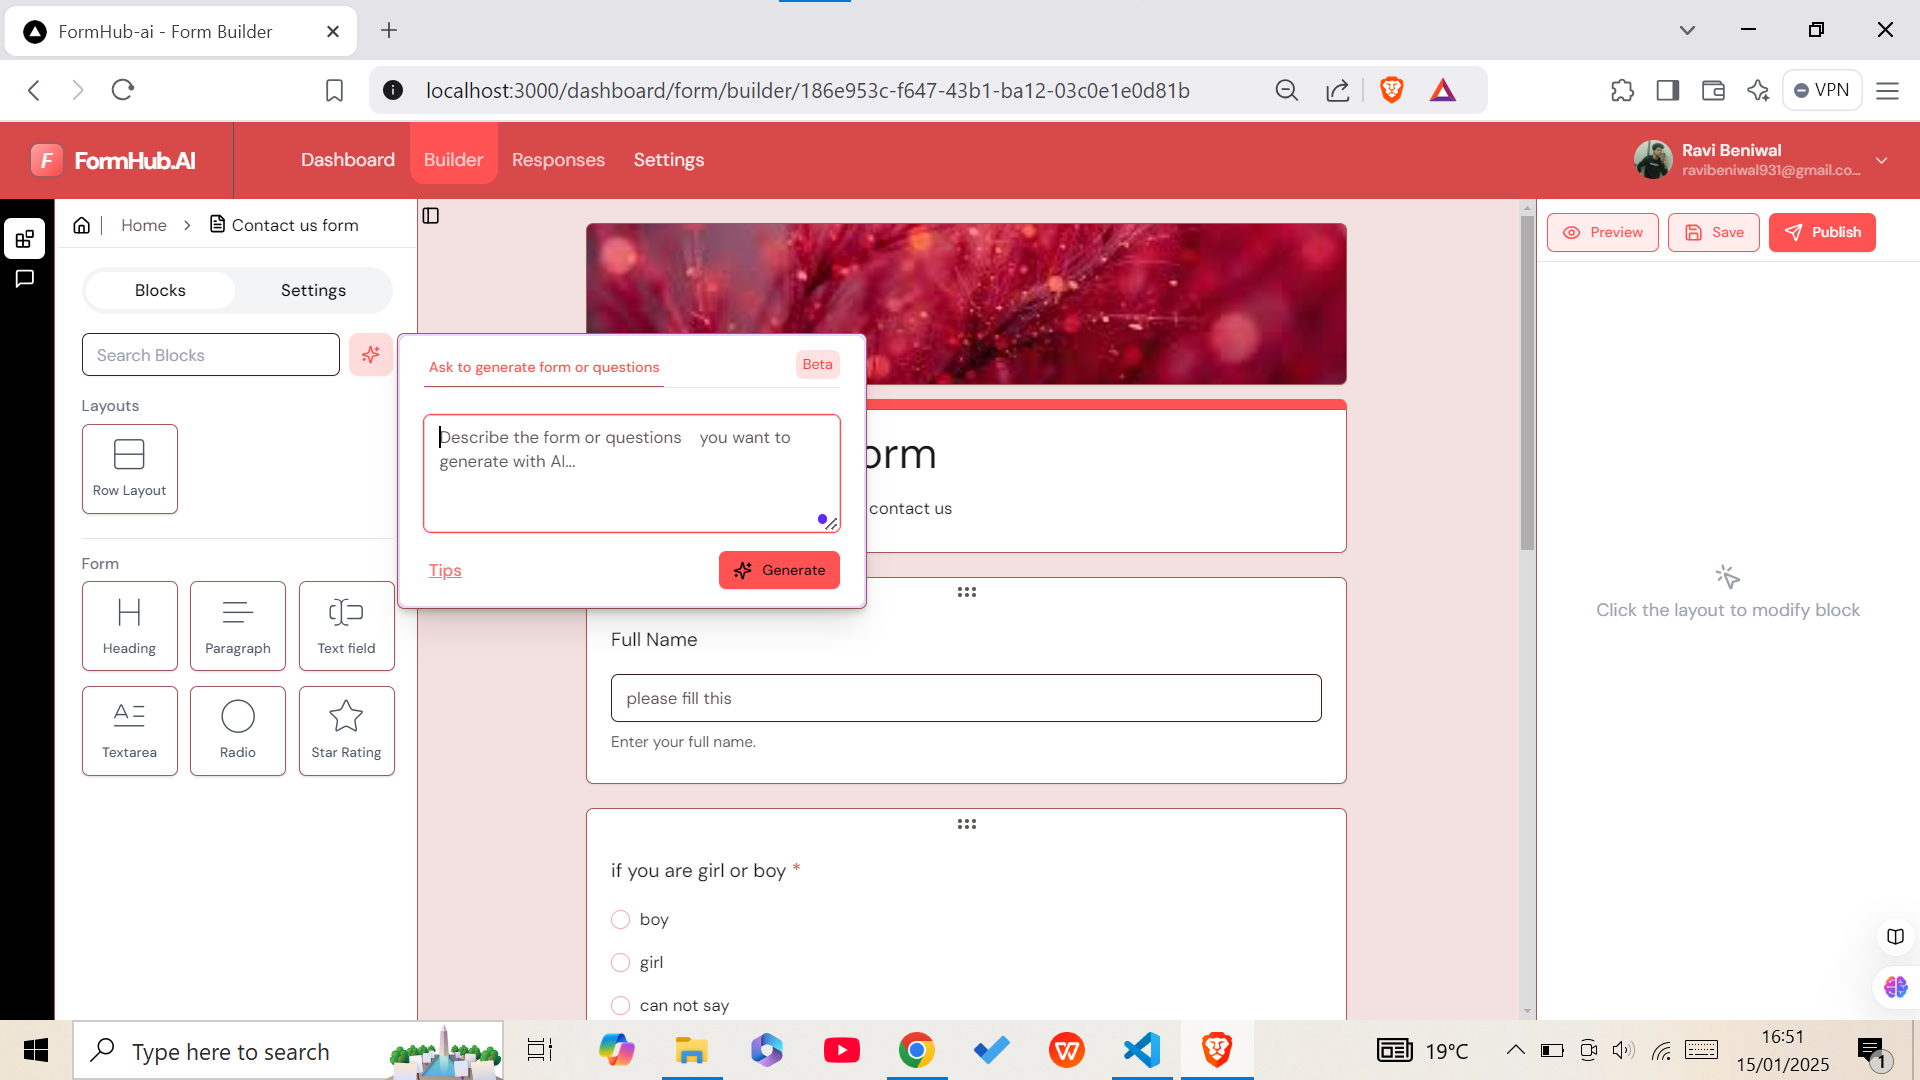 FormHub-ai - Form Builder
localhost:3000/dashboard/form/builder/186e953c-f647-43b1-ba12-03c0e1e0d81b
VPN
F FormHub.AI
Dashboard
Builder
Responses
Settings
Ravi Beniwal
ravibeniwal931@gmail.co...
Home > Contact us form
Blocks
Settings
Search Blocks
Layouts
Row Layout
Form
Heading
Paragraph
Text field
Textarea
Radio
Star Rating
Ask to generate form or questions
Beta
Describe the form or questions you want to
generate with AI...
Tips
Generate
orm
contact us
Full Name
please fill this
Enter your full name.
if you are girl or boy *
boy
girl
can not say
Preview
Save
Publish
Click the layout to modify block
Type here to search
19°C
16:51
15/01/2025
1